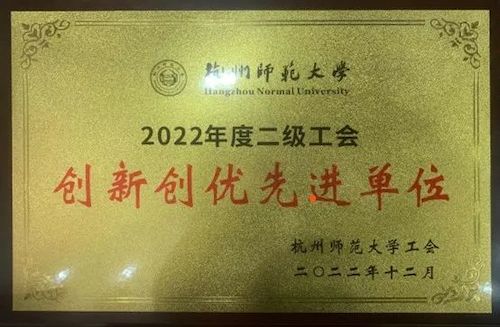 杭州师范大学
Hangzhou Normal University
2022年度二级工会
创新创优先进单位
杭州师范大学工会
二〇二二年十二月